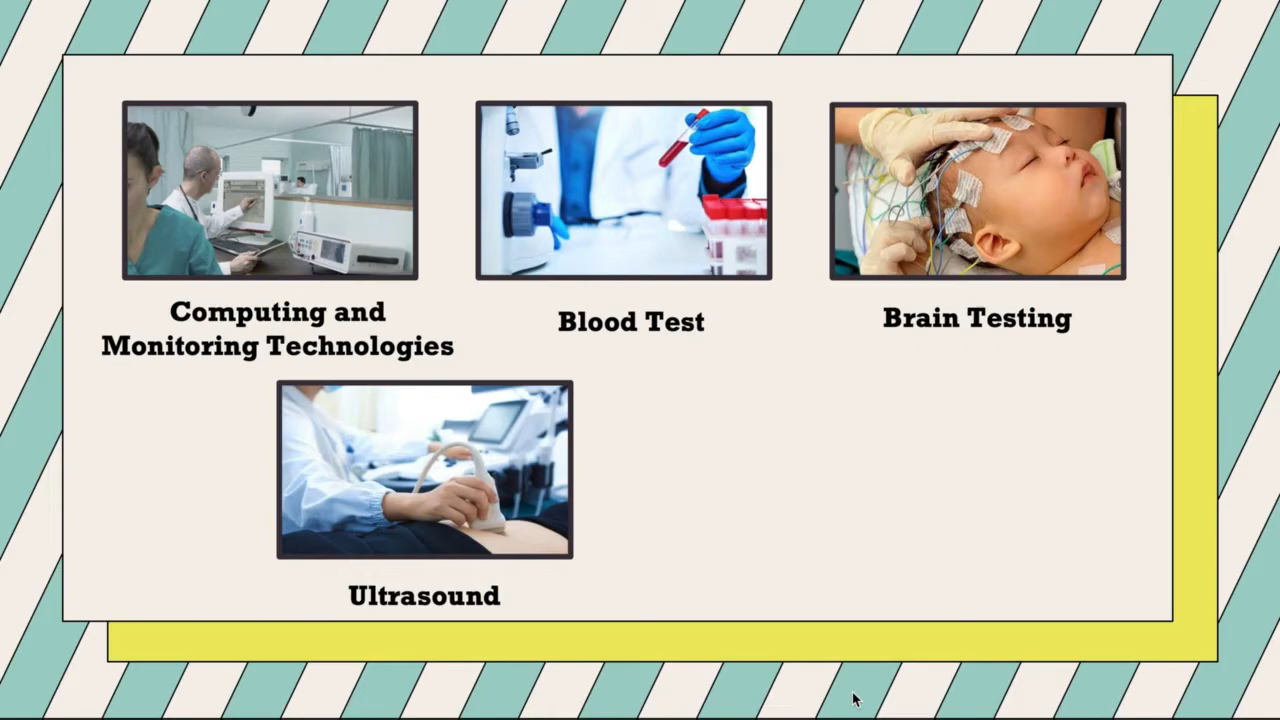 Computing and
Monitoring Technologies
Blood Test
Brain Testing
Ultrasound